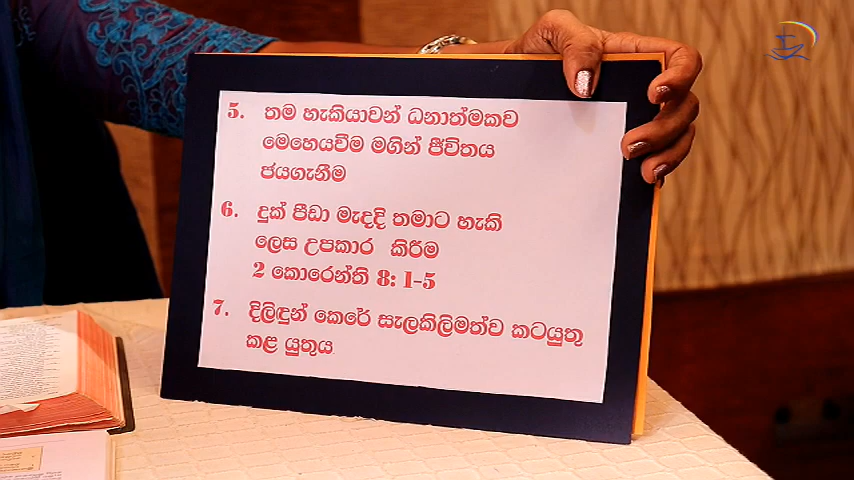 5. තම හැකියාවන් ධනාත්මකව
මෙහෙයවීම මගින් ජීවිතය
ජයගැනීම
6. දුක් පීඩා මැදදි තමාට හැකි
ලෙස උපකාර කිරීම
2 කොරෙන්ති 8: 1-5
7. දිලිඳුන් කෙරේ සැලකිලිමත්ව කටයුතු
කළ යුතුය